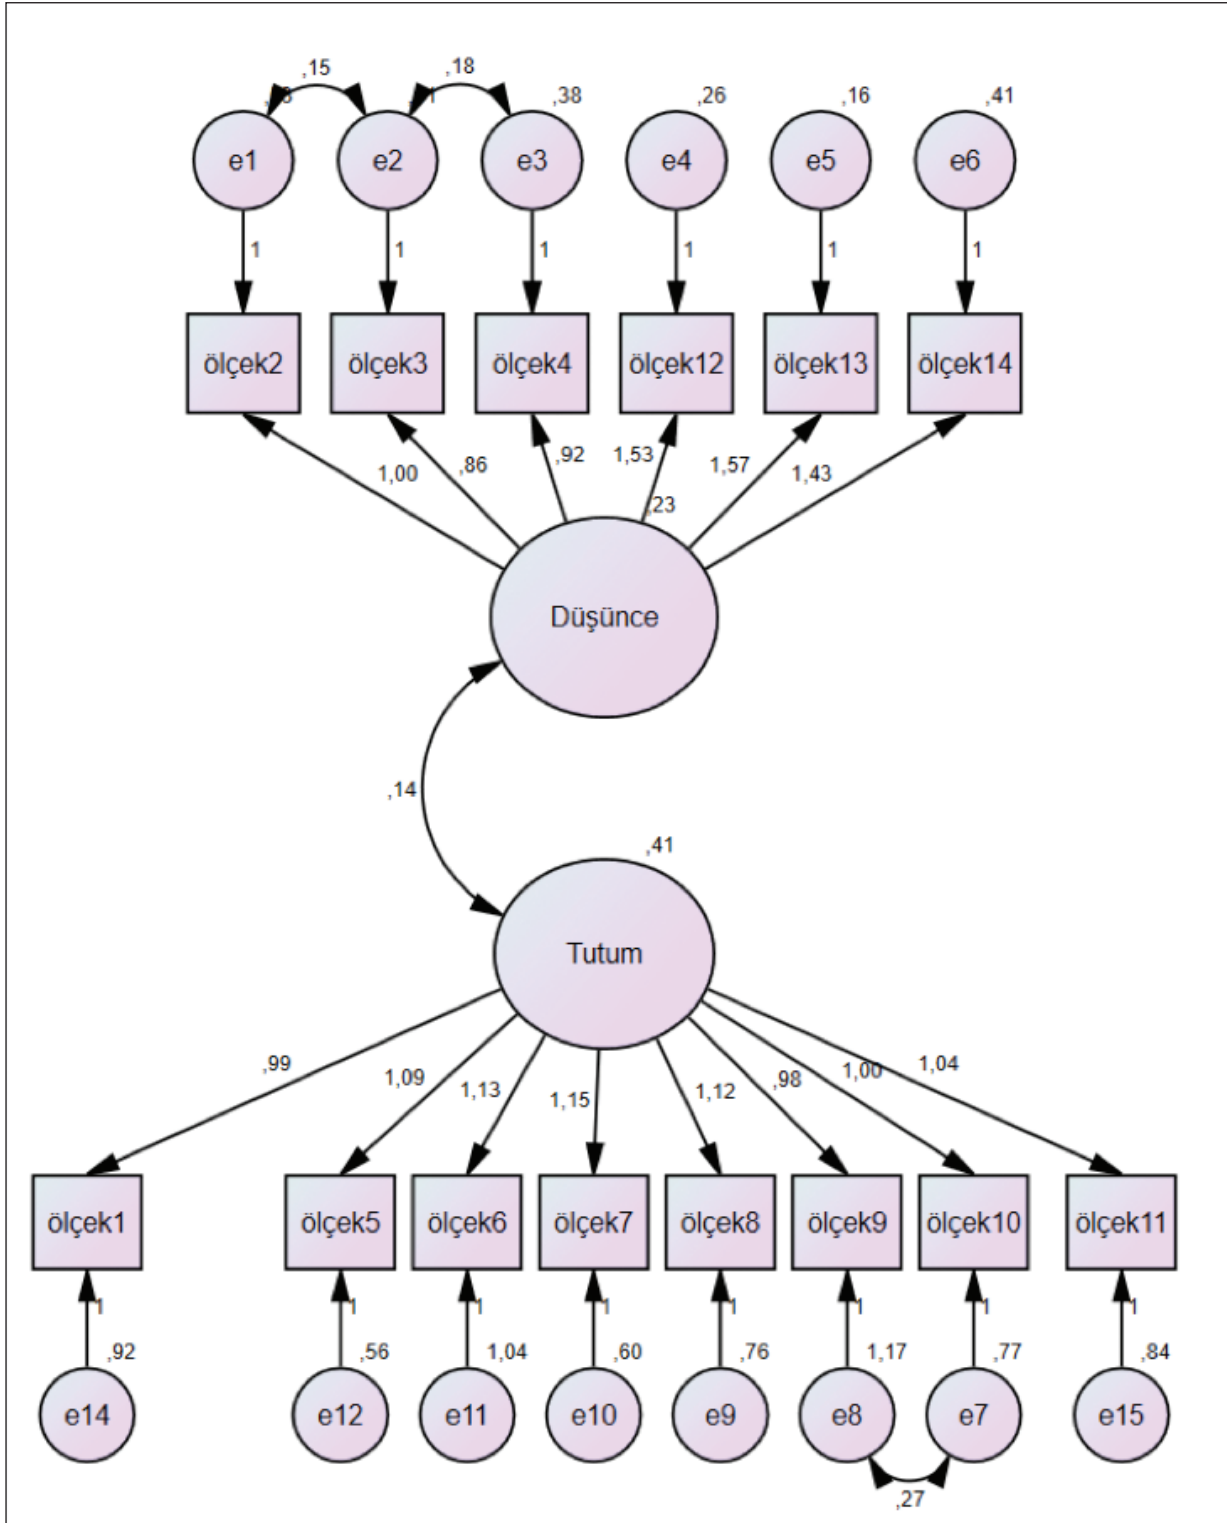 ,15 ,18
,38 ,26 ,16 ,41
e1 e2 e3 e4 e5 e6
1 1 1 1 1 1
ölçek2 ölçek3 ölçek4 ölçek12 ölçek13 ölçek14
1,00 ,86 ,92 1,53 1,57 1,43
,23
Düşünce
,14
,41
Tutum
,99 1,09 1,13 1,15 1,12 ,98 1,00 1,04
ölçek1 ölçek5 ölçek6 ölçek7 ölçek8 ölçek9 ölçek10 ölçek11
1 1 1 1 1 1 1 1
,92 ,56 1,04 ,60 ,76 1,17 ,77 ,84
e14 e12 e11 e10 e9 e8 e7 e15
,27